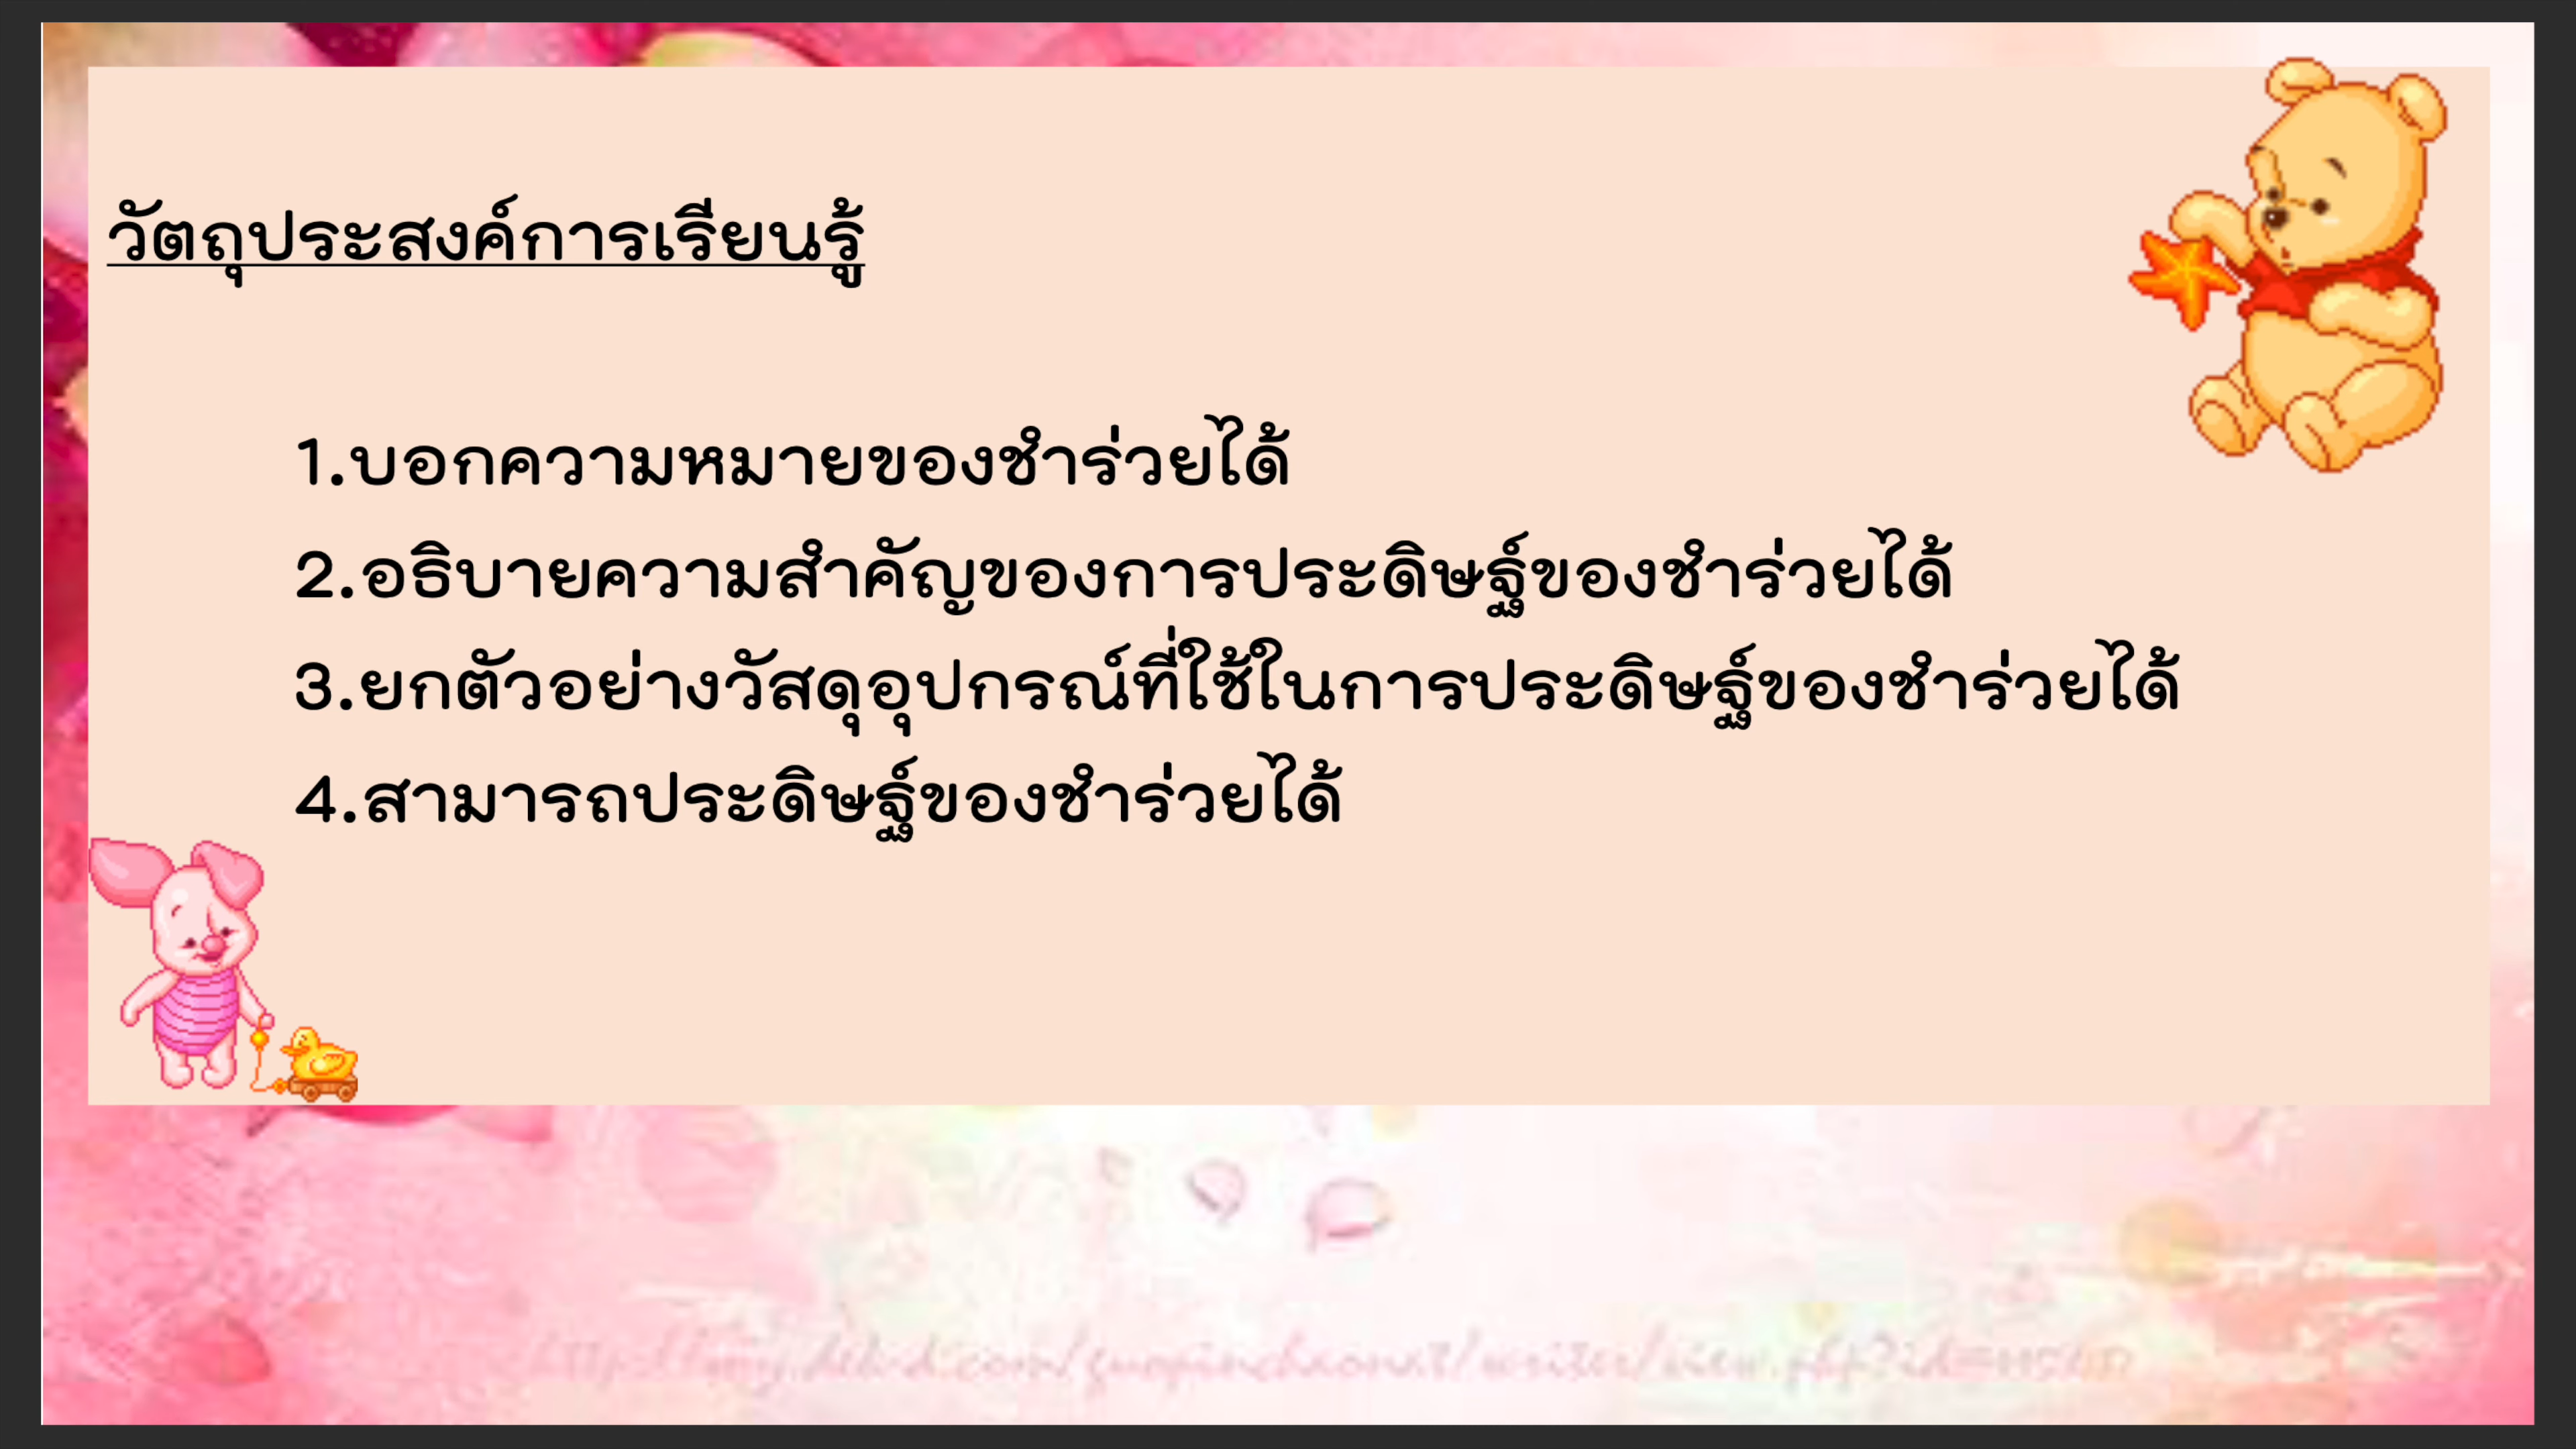 วัตถุประสงค์การเรียนรู้
1.บอกความหมายของชำร่วยได้
2.อธิบายความสำคัญของการประดิษฐ์ของชำร่วยได้
3.ยกตัวอย่างวัสดุอุปกรณ์ที่ใช้ในการประดิษฐ์ของชำร่วยได้
4.สามารถประดิษฐ์ของชำร่วยได้